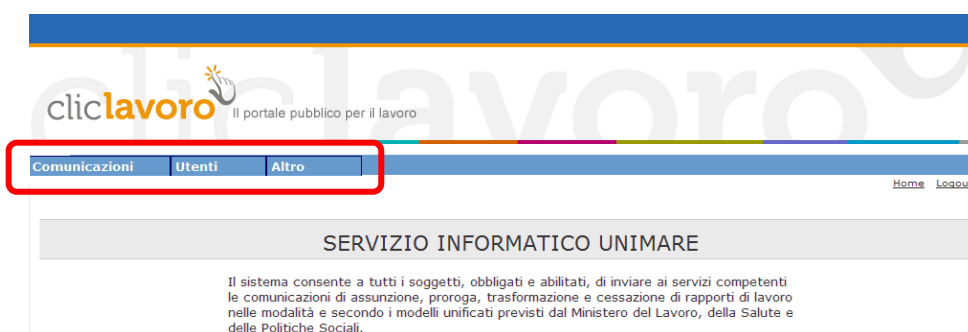 cliclavoro
cliclavoro Il portale pubblico per il lavoro
Comunicazioni Utenti Altro
Home Logou
SERVIZIO INFORMATICO UNIMARE
Il sistema consente a tutti i soggetti, obbligati e abilitati, di inviare ai servizi competenti
le comunicazioni di assunzione, proroga, trasformazione e cessazione di rapporti di lavoro
nelle modalità e secondo i modelli unificati previsti dal Ministero del Lavoro, della Salute e
delle Politiche Sociali.